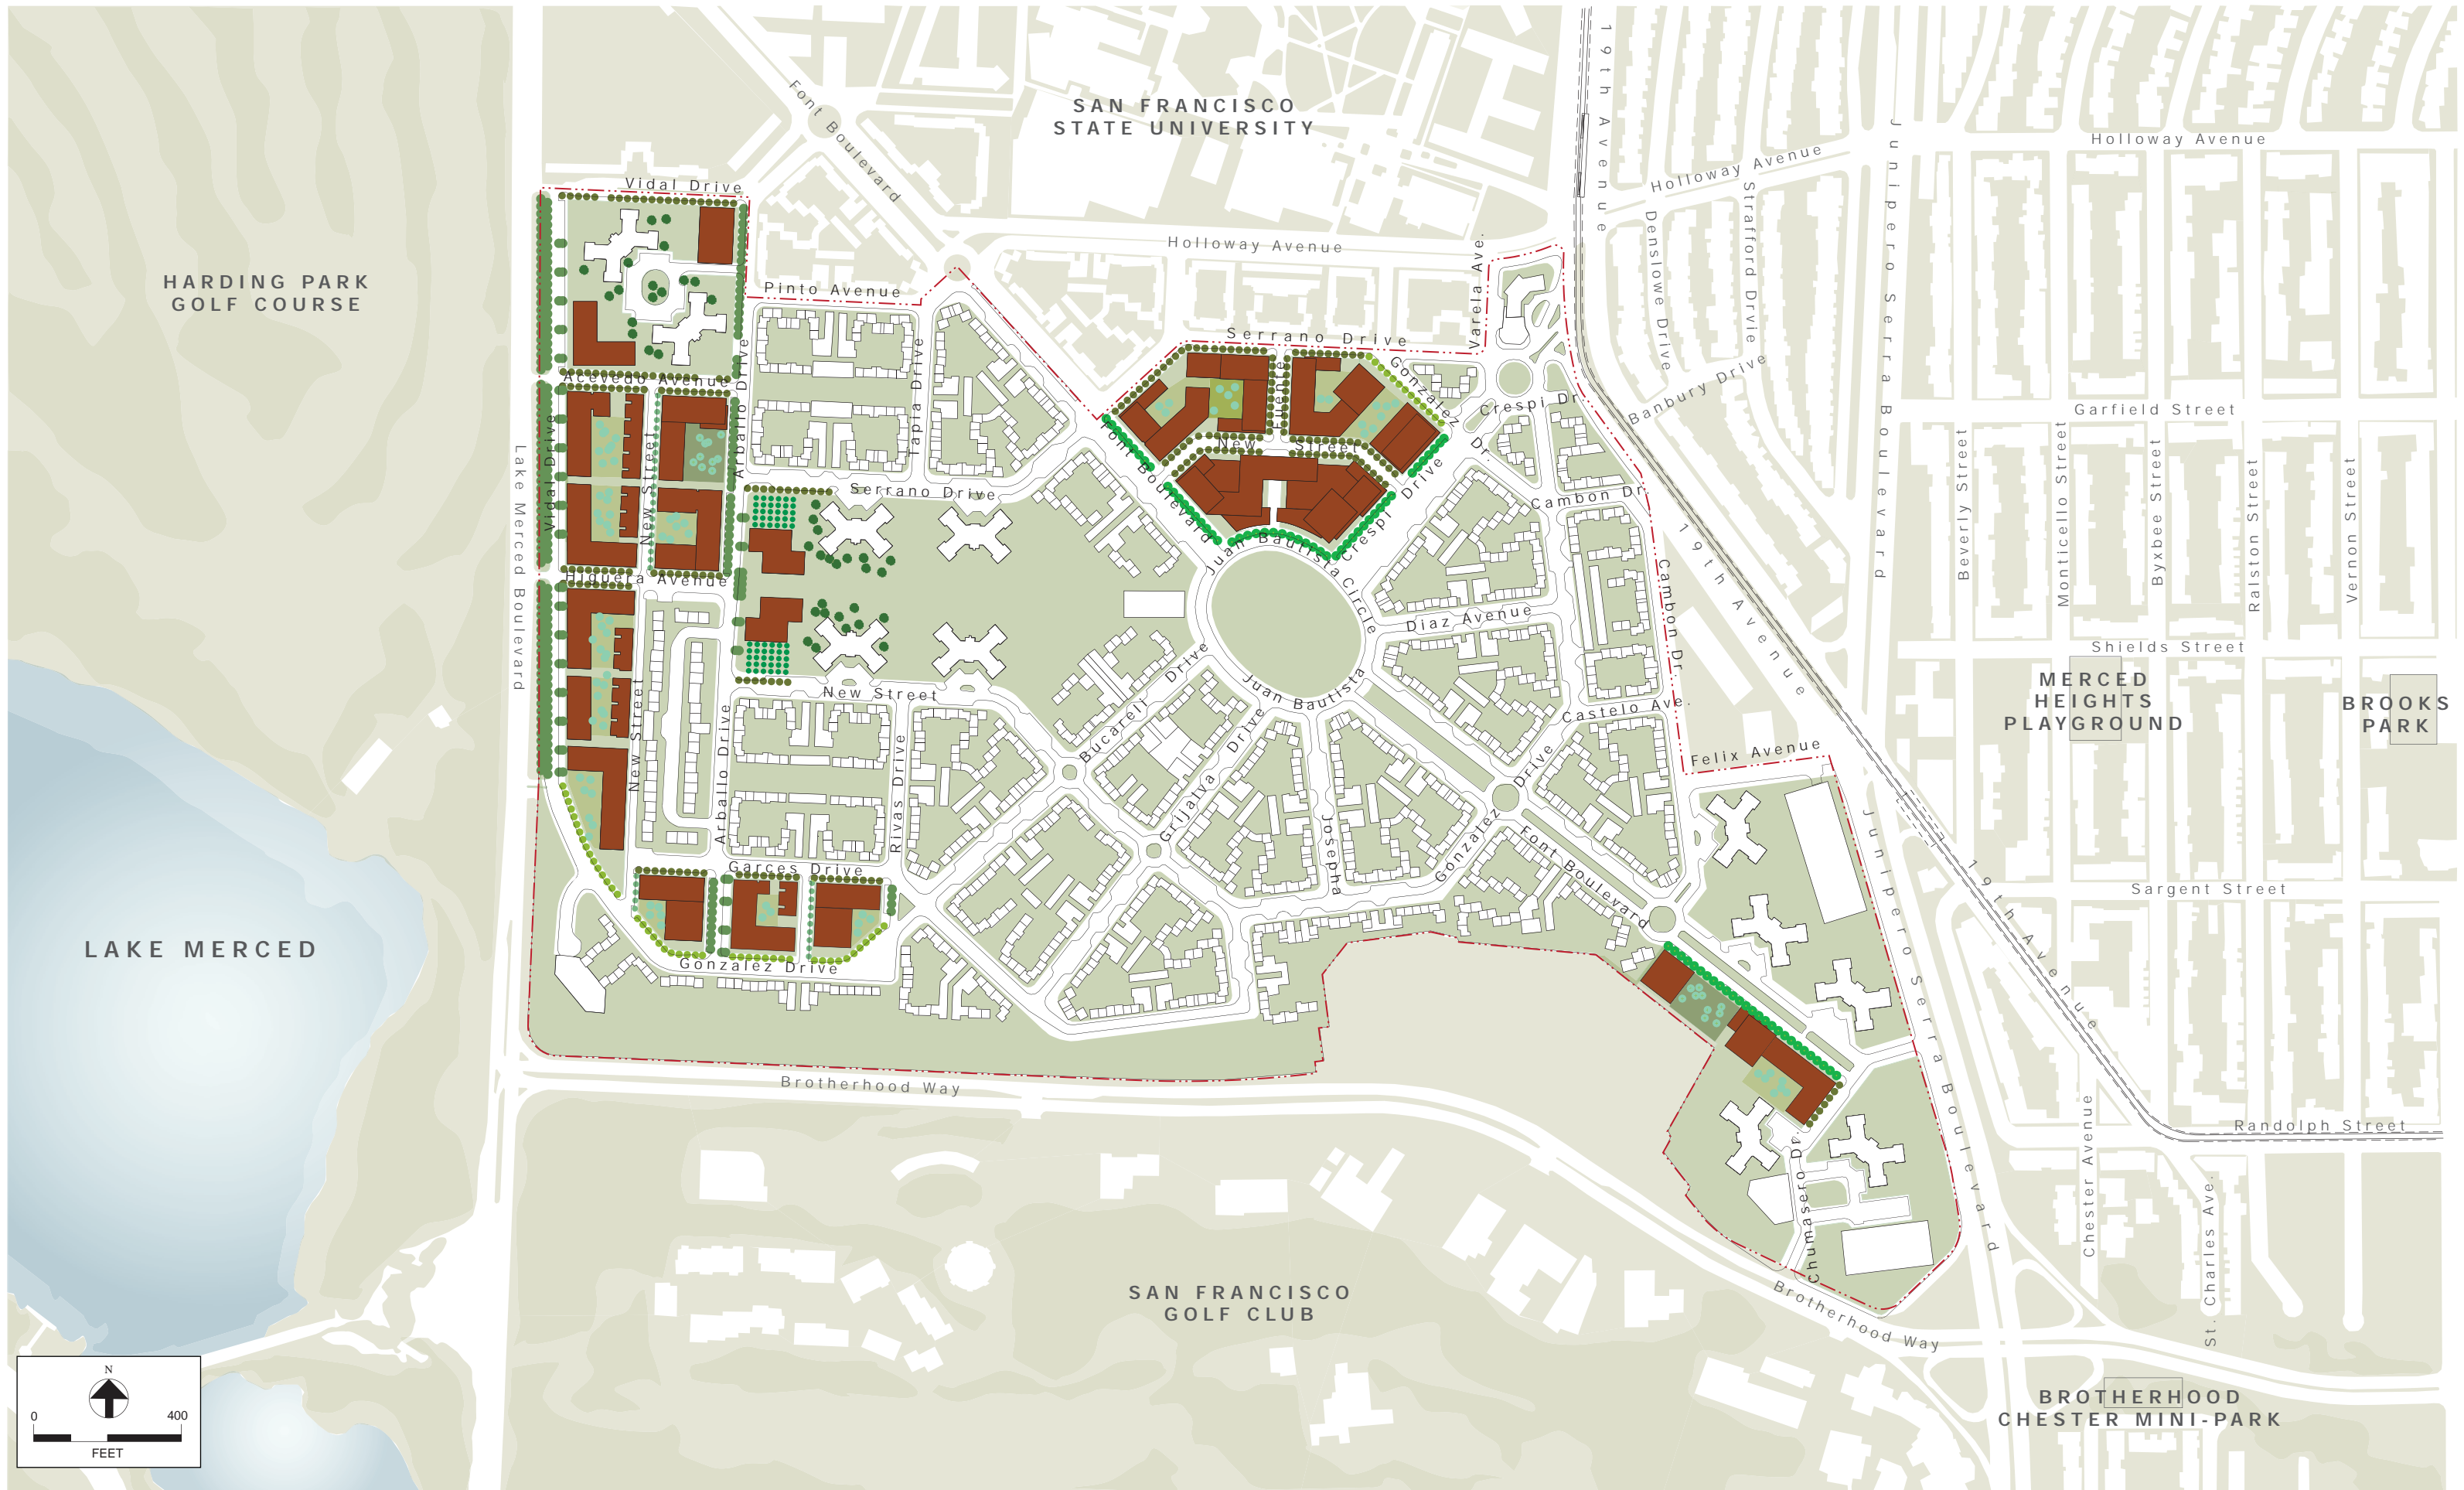 Font Boulevard
SAN FRANCISCO
STATE UNIVERSITY
19th Avenue
Junipero Serra Boulevard
Holloway Avenue
Holloway Avenue
Vidal Drive
Strafford Drvie
Denslowe Drive
Holloway Avenue
Varela Ave.
HARDING PARK
GOLF COURSE
Pinto Avenue
Serrano Drive
Gonzalez Dr.
Banbury Drive
Acevedo Avenue
Arballo Drive
Tapia Drive
Crespi Dr.
Garfield Street
Vidal Drive
New Street
Font Boulevard
New Street
Crespi Drive
Lake Merced Boulevard
Serrano Drive
Cambon Dr.
Beverly Street
Monticello Street
Byxbee Street
Ralston Street
Vernon Street
Juan Bautista Circle
Higuera Avenue
19th Avenue
Cambon Dr.
Diaz Avenue
Shields Street
MERCED
HEIGHTS
PLAYGROUND
BROOKS
PARK
New Street
New Street
Bucareli Drive
Juan Bautista
Castelo Ave.
Arballo Drive
Rivas Drive
Grijalva Drive
Felix Avenue
Josepha
Gonzalez Drive
Font Boulevard
Junipero Serra Boulevard
19th Avenue
Garces Drive
Sargent Street
LAKE MERCED
Gonzalez Drive
Brotherhood Way
Chester Avenue
Randolph Street
Chumasero Dr.
St. Charles Ave.
SAN FRANCISCO
GOLF CLUB
Brotherhood Way
BROTHERHOOD
CHESTER MINI-PARK
N
0 400
FEET